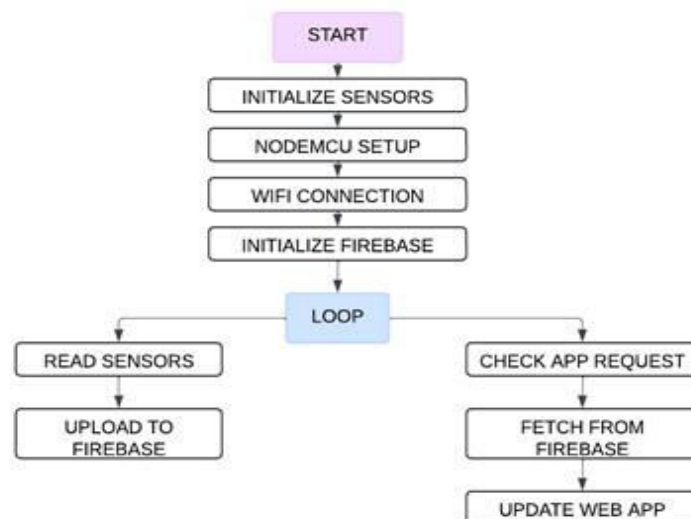 START
INITIALIZE SENSORS
NODEMCU SETUP
WIFI CONNECTION
INITIALIZE FIREBASE
LOOP
READ SENSORS
UPLOAD TO
FIREBASE
CHECK APP REQUEST
FETCH FROM
FIREBASE
UPDATE WEB APP